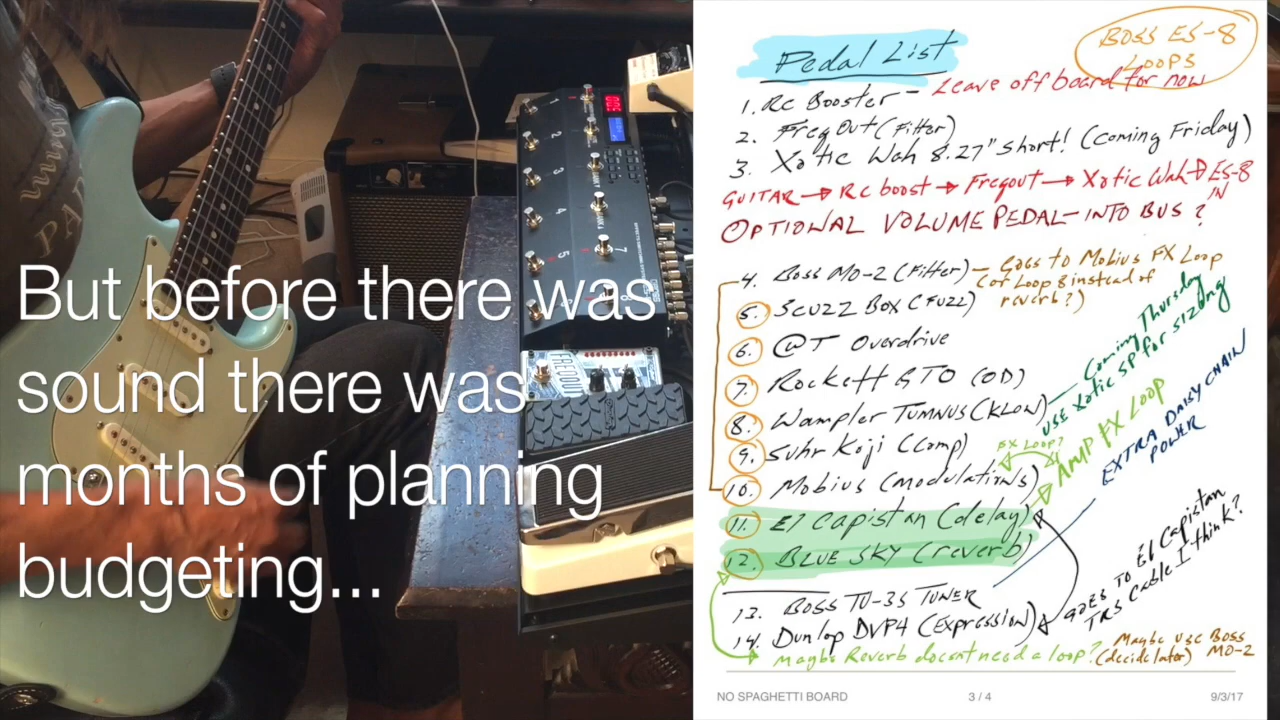 But before there was
sound there was
months of planning
budgeting...
Pedal List
BOSS ES-8
LOOPS
1. RC Booster - Leave off board for now
2. FreqOut (Filter)
3. Xotic Wah 8.27" short! (Coming Friday)
GUITAR → RC boost → Freqout → Xotic Wah → ES-8
IN
OPTIONAL VOLUME PEDAL - INTO BUS?
4. Boss MO-2 (Filter) - Goes to Mobius FX Loop
(or Loop 8 instead of
reverb?)
5. Scuzz Box (Fuzz)
6. @T Overdrive
7. Rockett GTO (OD)
8. Wampler TUMNUS (KLON) - Coming Thursday
USE Xotic SP for sizing
9. Suhr Koji (Comp)
FX Loop?
10. Mobius (modulations)
AMP FX LOOP
EXTRA DAISY CHAIN
POWER
11. El Capistan (delay)
12. BLUE SKY (reverb)
13. BOSS TU-3S TUNER
14. Dunlop DVP4 (Expression)
GOES TO El Capistan
TRS Cable I think?
Maybe Reverb doesnt need a loop?
(decide later)
Maybe use Boss
MO-2
NO SPAGHETTI BOARD
3 / 4
9/3/17